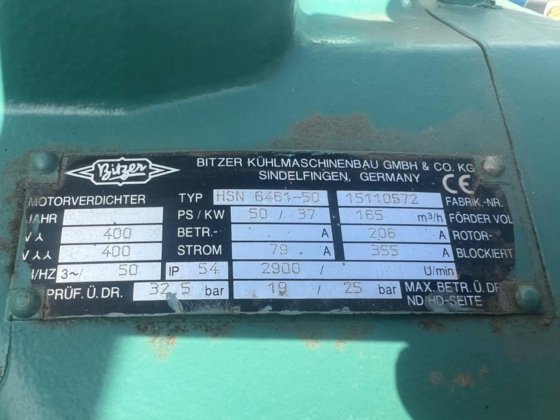 Bitzer
BITZER KÜHLMASCHINENBAU GMBH & CO. KG
SINDELFINGEN, GERMANY
CE
MOTORVERDICHTER TYP HSN 6461-50 15110572 FABRIK.-NR.
JAHR PS / KW 50 / 37 165 m³/h FÖRDER VOL
V 400 BETR.- A 206 A ROTOR-
V 400 STROM 79 A 355 A BLOCKIERT
/HZ 3~/ 50 IP 54 2900 / U/min
PRÜF. Ü. DR. 32,5 bar 19 / 25 bar MAX. BETR. Ü.DR
ND/HD-SEITE